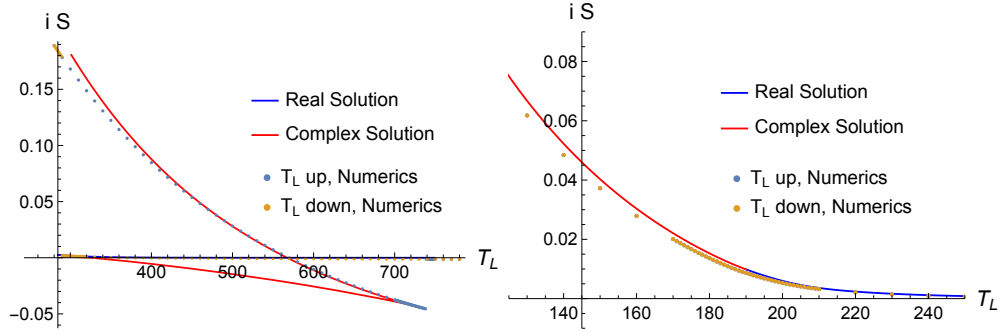 i S
0.15
0.10
0.05
-0.05
400
500
600
700
T_L
Real Solution
Complex Solution
T_L up, Numerics
T_L down, Numerics
i S
0.08
0.06
0.04
0.02
140
160
180
200
220
240
T_L
Real Solution
Complex Solution
T_L up, Numerics
T_L down, Numerics